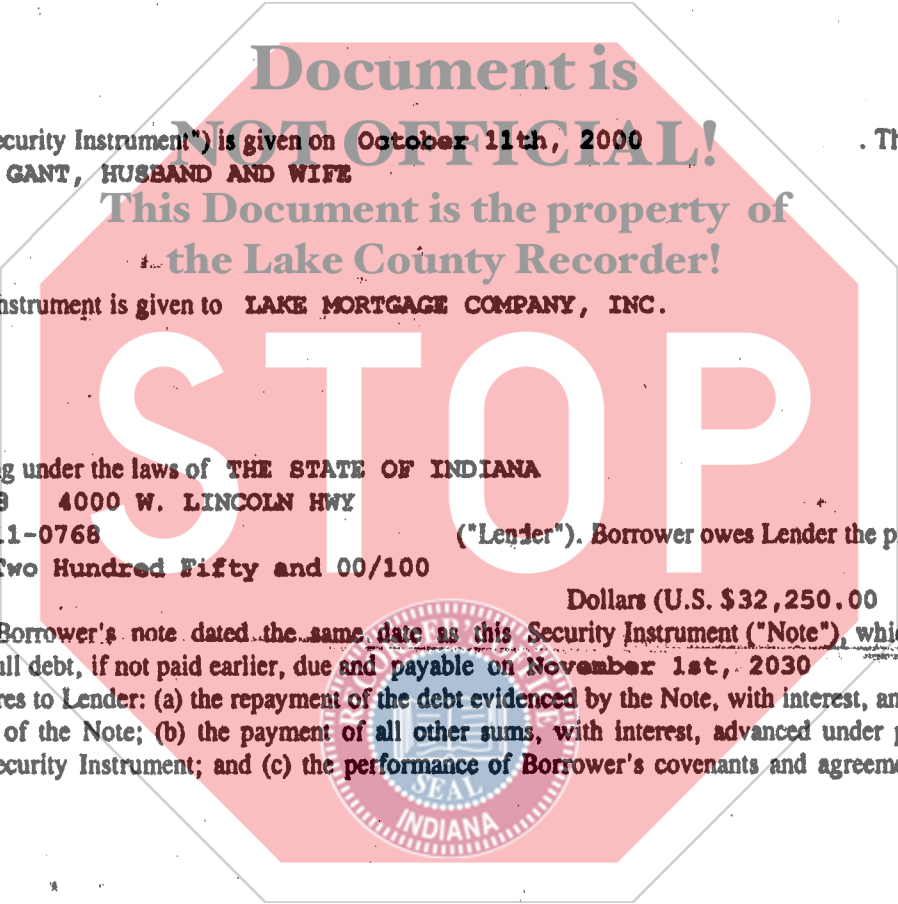 Document is
ecurity Instrument") is given on October 11th, 2000 . Th
NOT OFFICIAL!
GANT, HUSBAND AND WIFE
This Document is the property of
the Lake County Recorder!
nstrument is given to LAKE MORTGAGE COMPANY, INC.
STOP
g under the laws of THE STATE OF INDIANA
8 4000 W. LINCOLN HWY
11-0768 ("Lender"). Borrower owes Lender the p
Two Hundred Fifty and 00/100
Dollars (U.S. $32,250.00
Borrower's note dated the same date as this Security Instrument ("Note"), whic
ull debt, if not paid earlier, due and payable on November 1st, 2030
res to Lender: (a) the repayment of the debt evidenced by the Note, with interest, an
of the Note; (b) the payment of all other sums, with interest, advanced under p
ecurity Instrument; and (c) the performance of Borrower's covenants and agreeme
SEAL
INDIANA